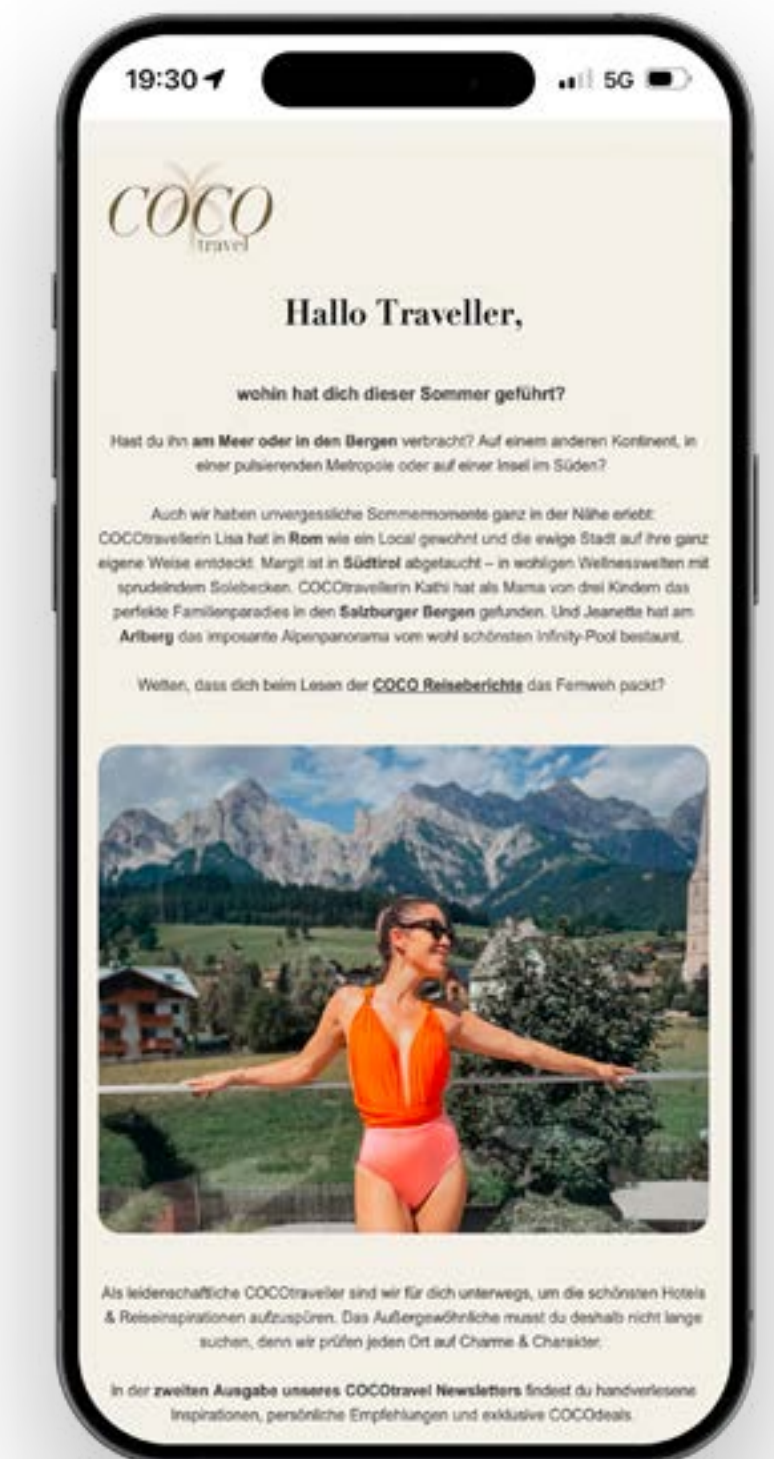 19:30
5G
COCO
travel
Hallo Traveller,
wohin hat dich dieser Sommer geführt?
Hast du ihn am Meer oder in den Bergen verbracht? Auf einem anderen Kontinent, in
einer pulsierenden Metropole oder auf einer Insel im Süden?
Auch wir haben unvergessliche Sommermomente ganz in der Nähe erlebt:
COCOtravellerin Lisa hat in Rom wie ein Local gewohnt und die ewige Stadt auf ihre ganz
eigene Weise entdeckt. Margit ist in Südtirol abgetaucht – in wohligen Wellnesswelten mit
sprudelndem Solebecken. COCOtravellerin Kathi hat als Mama von drei Kindern das
perfekte Familienparadies in den Salzburger Bergen gefunden. Und Jeanette hat am
Arlberg das imposante Alpenpanorama vom wohl schönsten Infinity-Pool bestaunt.
Wetten, dass dich beim Lesen der COCO Reiseberichte das Fernweh packt?
Als leidenschaftliche COCOtraveller sind wir für dich unterwegs, um die schönsten Hotels
& Reiseinspirationen aufzuspüren. Das Außergewöhnliche musst du deshalb nicht lange
suchen, denn wir prüfen jeden Ort auf Charme & Charakter.
In der zweiten Ausgabe unseres COCOtravel Newsletters findest du handverlesene
Inspirationen, persönliche Empfehlungen und exklusive COCOdeals.